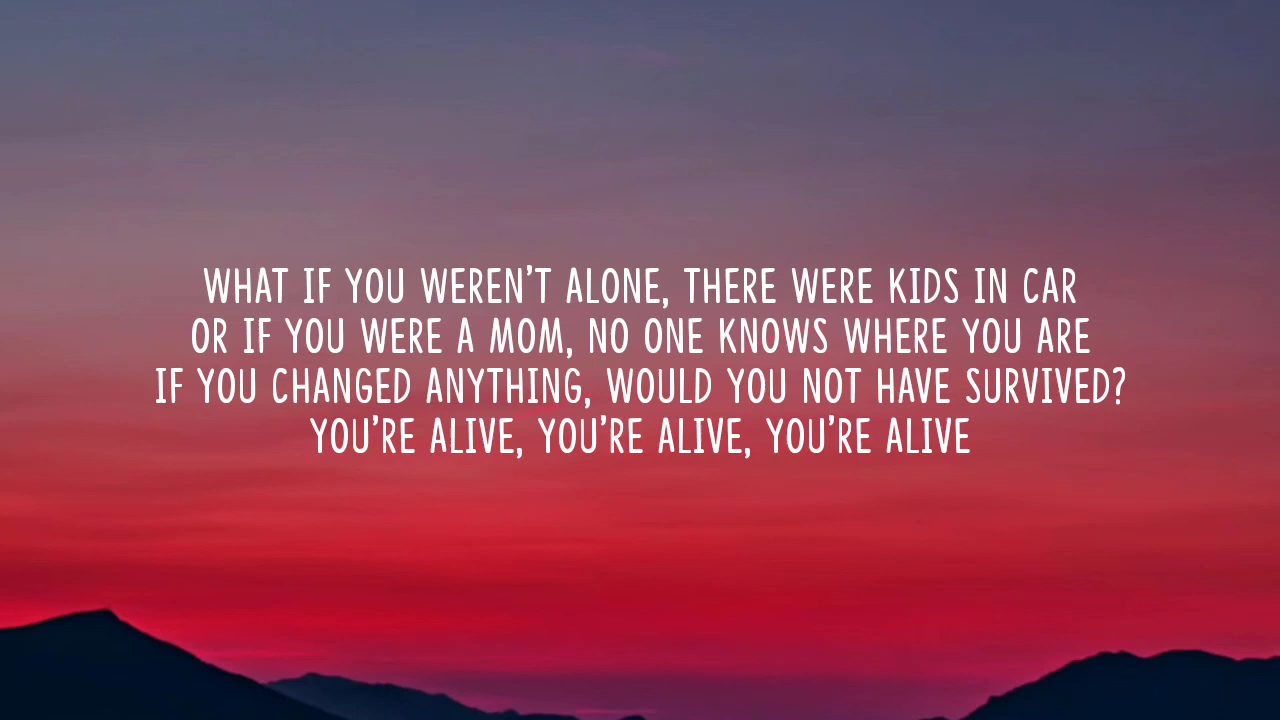 WHAT IF YOU WEREN'T ALONE, THERE WERE KIDS IN CAR
OR IF YOU WERE A MOM, NO ONE KNOWS WHERE YOU ARE
IF YOU CHANGED ANYTHING, WOULD YOU NOT HAVE SURVIVED?
YOU'RE ALIVE, YOU'RE ALIVE, YOU'RE ALIVE